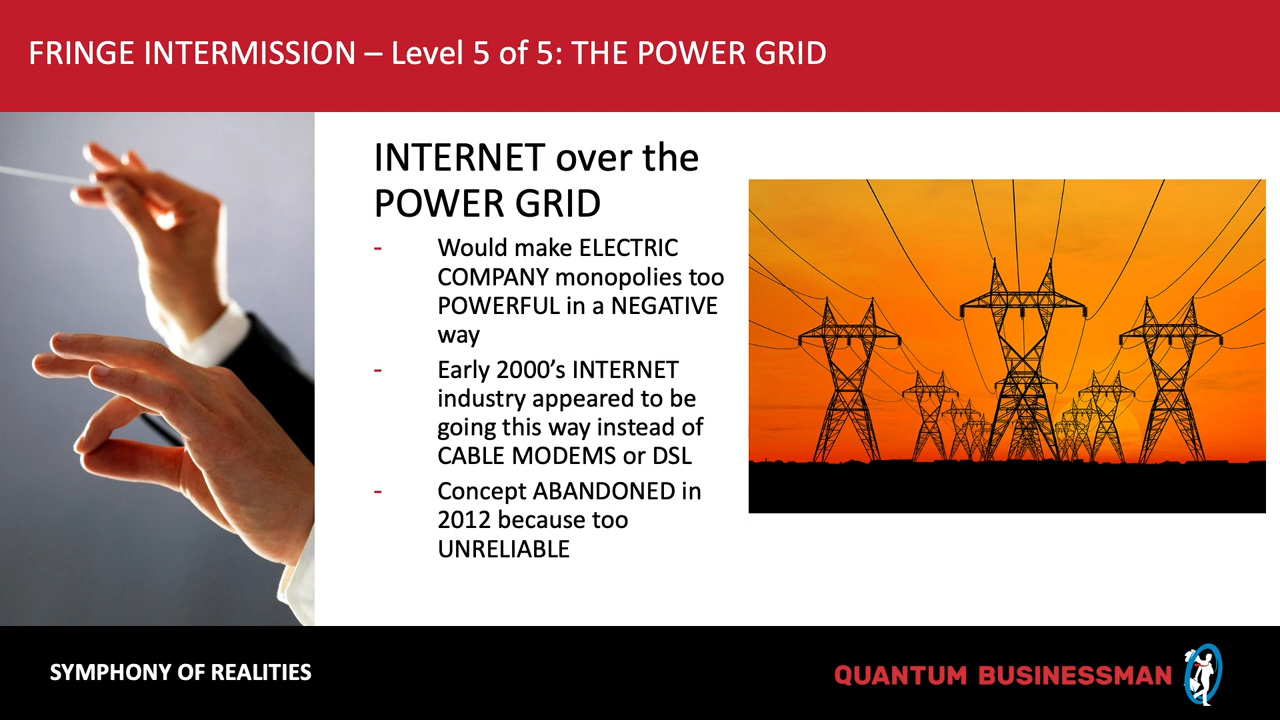 FRINGE INTERMISSION – Level 5 of 5: THE POWER GRID
INTERNET over the
POWER GRID
- Would make ELECTRIC
COMPANY monopolies too
POWERFUL in a NEGATIVE
way
- Early 2000’s INTERNET
industry appeared to be
going this way instead of
CABLE MODEMS or DSL
- Concept ABANDONED in
2012 because too
UNRELIABLE
SYMPHONY OF REALITIES
QUANTUM BUSINESSMAN